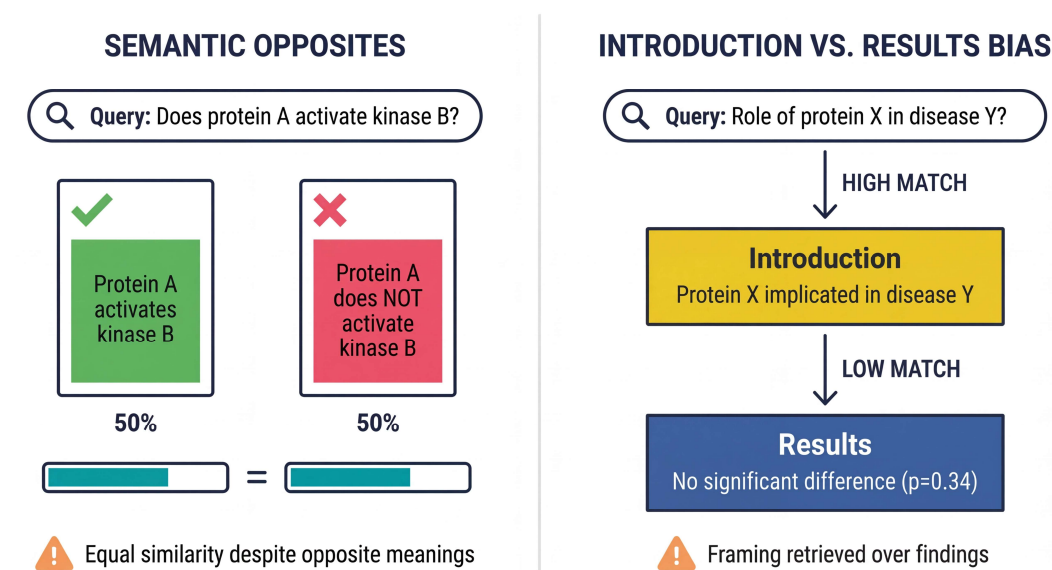 SEMANTIC OPPOSITES
Query: Does protein A activate kinase B?
Protein A
activates
kinase B
Protein A
does NOT
activate
kinase B
50%
50%
=
Equal similarity despite opposite meanings
INTRODUCTION VS. RESULTS BIAS
Query: Role of protein X in disease Y?
HIGH MATCH
Introduction
Protein X implicated in disease Y
LOW MATCH
Results
No significant difference (p=0.34)
Framing retrieved over findings